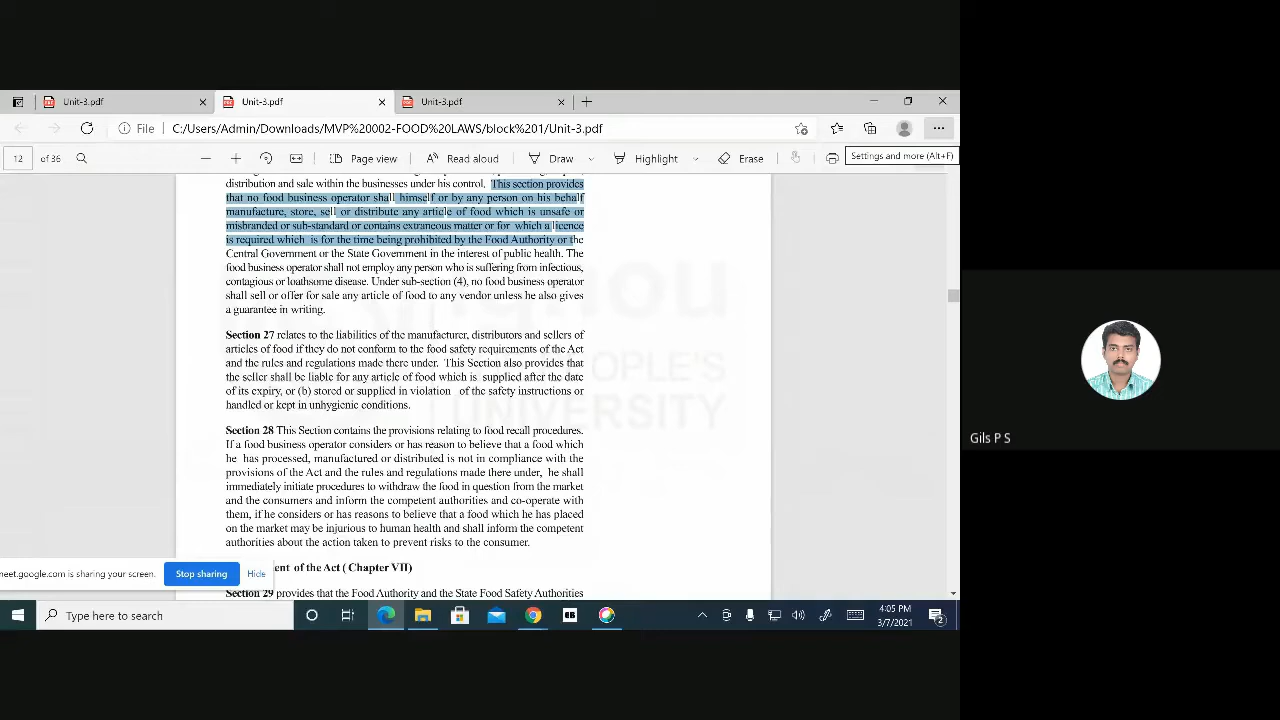 Unit-3.pdf
Unit-3.pdf
Unit-3.pdf
File
C:/Users/Admin/Downloads/MVP%20002-FOOD%20LAWS/block%201/Unit-3.pdf
12 of 36
Page view
Read aloud
Draw
Highlight
Erase
Settings and more (Alt+F)
distribution and sale within the businesses under his control. This section provides
that no food business operator shall himself or by any person on his behalf
manufacture, store, sell or distribute any article of food which is unsafe or
misbranded or sub-standard or contains extraneous matter or for which a licence
is required which is for the time being prohibited by the Food Authority or the
Central Government or the State Government in the interest of public health. The
food business operator shall not employ any person who is suffering from infectious,
contagious or loathsome disease. Under sub-section (4), no food business operator
shall sell or offer for sale any article of food to any vendor unless he also gives
a guarantee in writing.
Section 27 relates to the liabilities of the manufacturer, distributors and sellers of
articles of food if they do not conform to the food safety requirements of the Act
and the rules and regulations made there under. This Section also provides that
the seller shall be liable for any article of food which is supplied after the date
of its expiry, or (b) stored or supplied in violation of the safety instructions or
handled or kept in unhygienic conditions.
Section 28 This Section contains the provisions relating to food recall procedures.
If a food business operator considers or has reason to believe that a food which
he has processed, manufactured or distributed is not in compliance with the
provisions of the Act and the rules and regulations made there under, he shall
immediately initiate procedures to withdraw the food in question from the market
and the consumers and inform the competent authorities and co-operate with
them, if he considers or has reasons to believe that a food which he has placed
on the market may be injurious to human health and shall inform the competent
authorities about the action taken to prevent risks to the consumer.
ent of the Act ( Chapter VII)
Section 29 provides that the Food Authority and the State Food Safety Authorities
nou
OPLE'S
UNIVERSITY
meet.google.com is sharing your screen.
Stop sharing
Hide
Type here to search
4:05 PM
3/7/2021
2
Gils P S